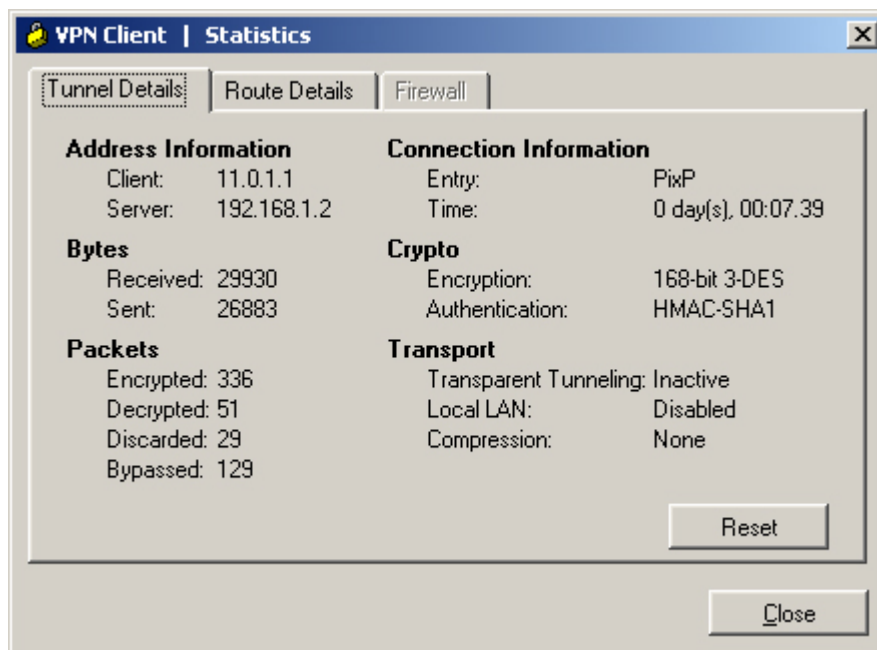 VPN Client | Statistics
Tunnel Details
Route Details
Firewall
Address Information
Client: 11.0.1.1
Server: 192.168.1.2
Connection Information
Entry: PixP
Time: 0 day(s), 00:07.39
Bytes
Received: 29930
Sent: 26883
Crypto
Encryption: 168-bit 3-DES
Authentication: HMAC-SHA1
Packets
Encrypted: 336
Decrypted: 51
Discarded: 29
Bypassed: 129
Transport
Transparent Tunneling: Inactive
Local LAN: Disabled
Compression: None
Reset
Close